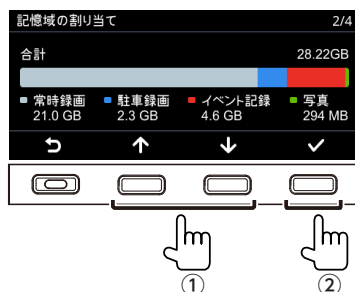 記憶域の割り当て 2/4
合計 28.22GB
常時録画 駐車録画 イベント記録 写真
21.0 GB 2.3 GB 4.6 GB 294 MB
① ②